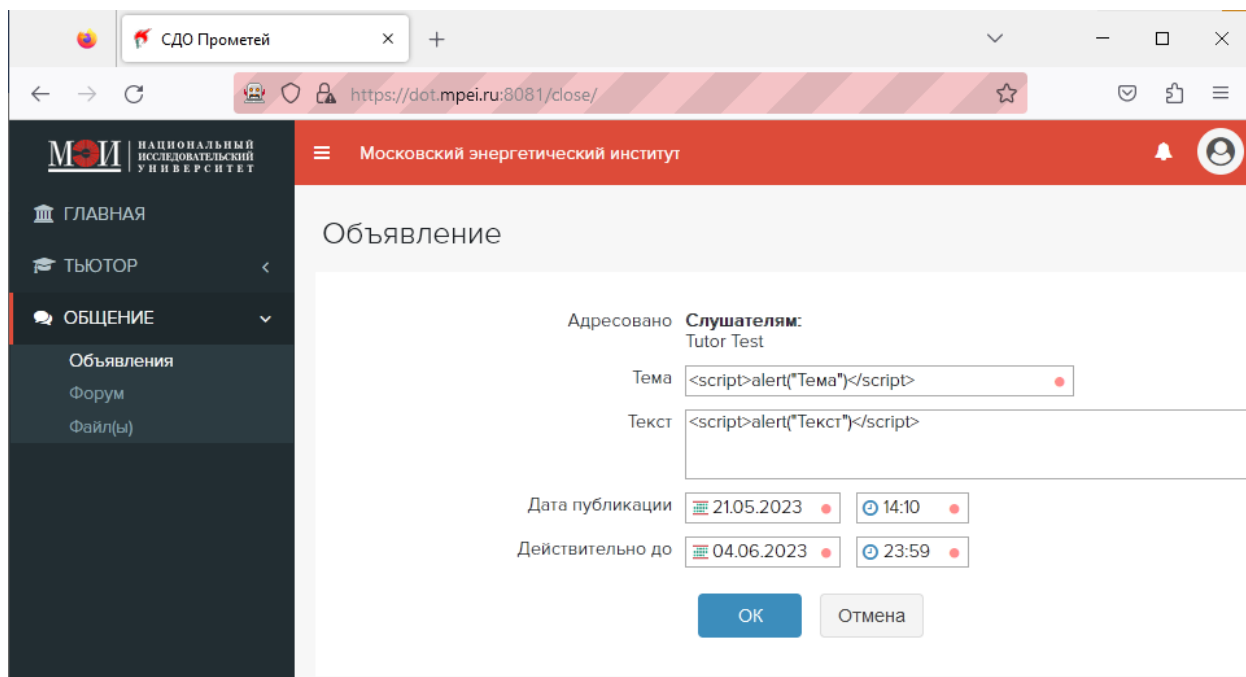 СДО Прометей
https://dot.mpei.ru:8081/close/
МЭИ НАЦИОНАЛЬНЫЙ
ИССЛЕДОВАТЕЛЬСКИЙ
УНИВЕРСИТЕТ
Московский энергетический институт
ГЛАВНАЯ
ТЬЮТОР
ОБЩЕНИЕ
Объявления
Форум
Файл(ы)
Объявление
Адресовано Слушателям:
Tutor Test
Тема <script>alert("Тема")</script>
Текст <script>alert("Текст")</script>
Дата публикации 21.05.2023 14:10
Действительно до 04.06.2023 23:59
ОК Отмена